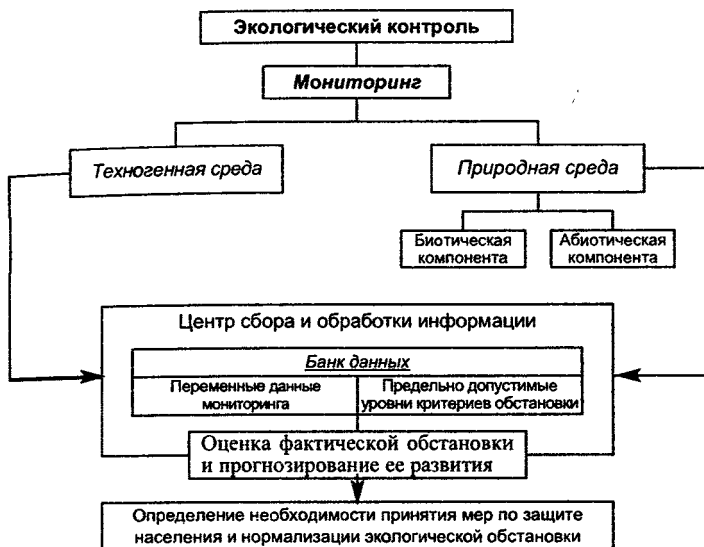 Экологический контроль
Мониторинг
Техногенная среда
Природная среда
Биотическая
компонента
Абиотическая
компонента
Центр сбора и обработки информации
Банк данных
Переменные данные
мониторинга
Предельно допустимые
уровни критериев обстановки
Оценка фактической обстановки
и прогнозирование ее развития
Определение необходимости принятия мер по защите
населения и нормализации экологической обстановки